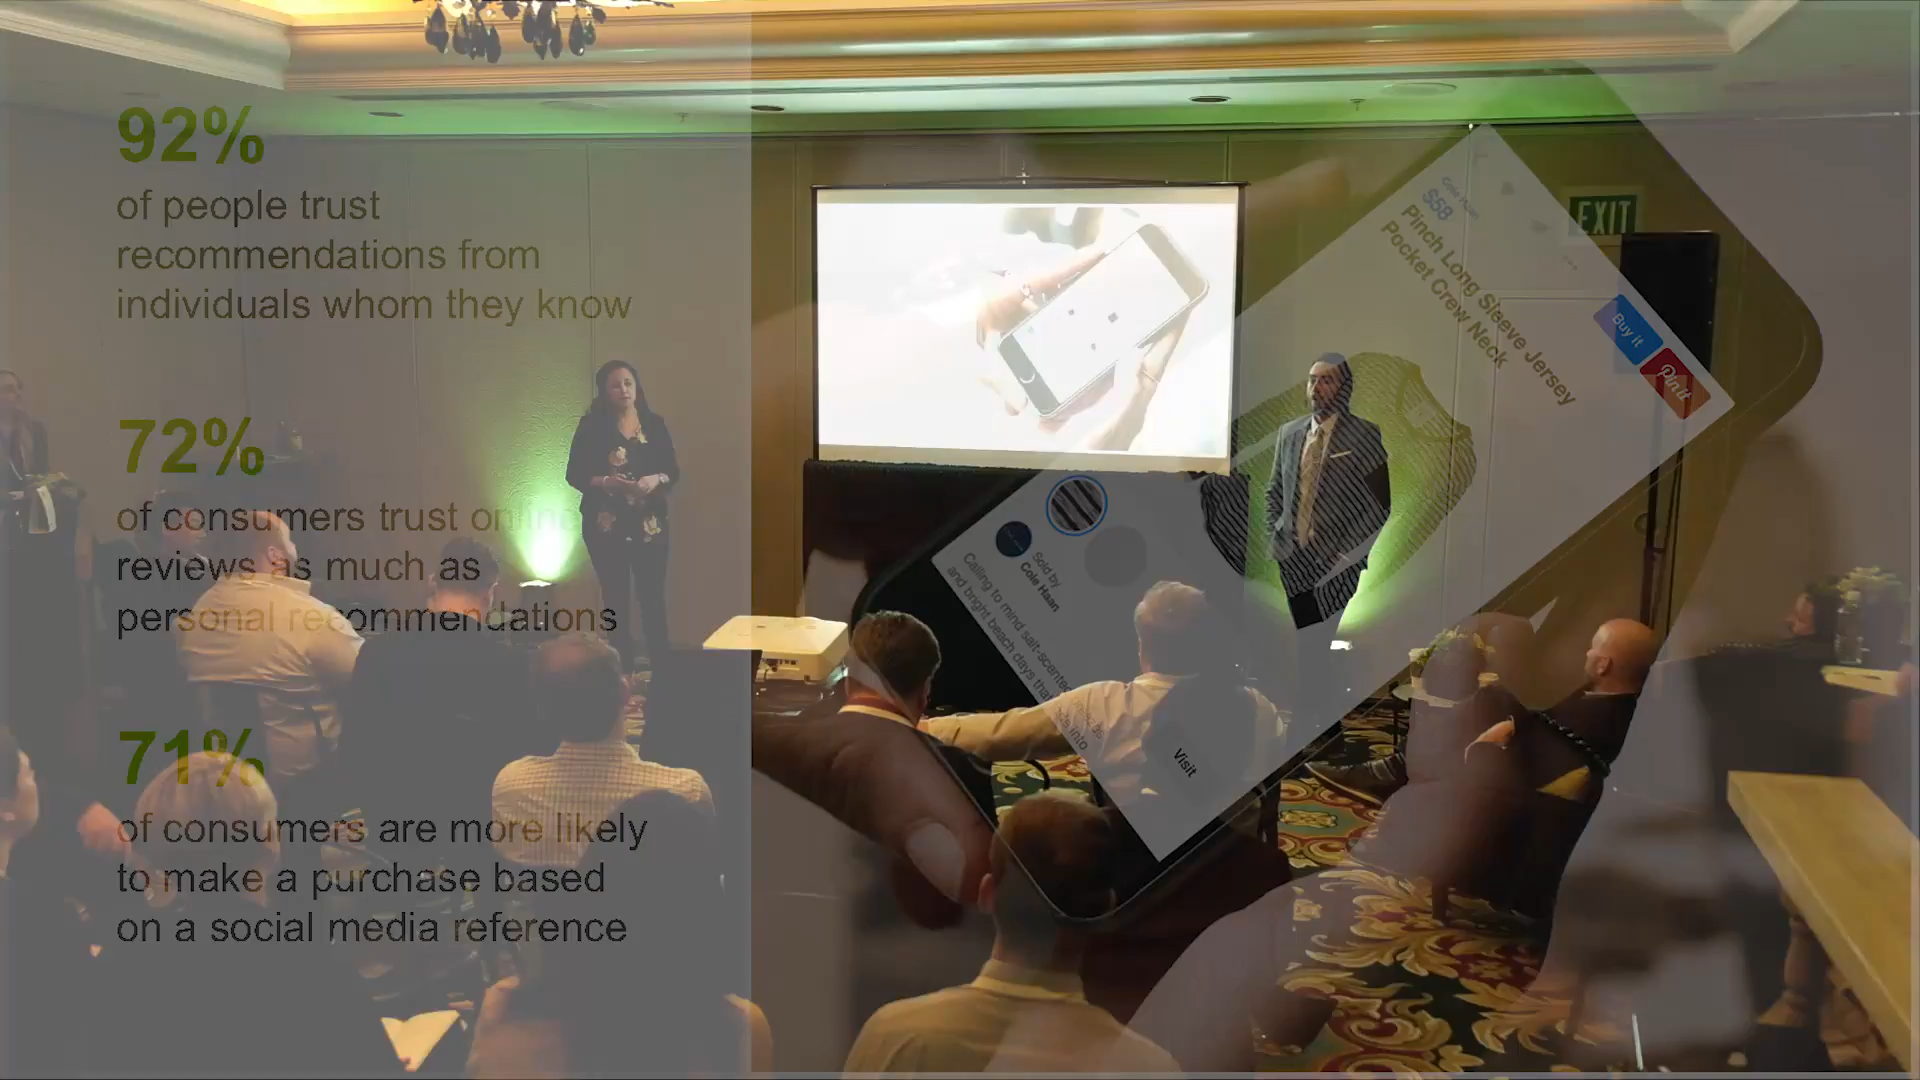 92%
of people trust
recommendations from
individuals whom they know
72%
of consumers trust online
reviews as much as
personal recommendations
71%
of consumers are more likely
to make a purchase based
on a social media reference
EXIT
Cole Haan
$58
Pinch Long Sleeve Jersey
Pocket Crew Neck
Buy it
Pin it
Sold by
Cole Haan
Calling to mind salt-scented
and bright beach days that
into
Visit